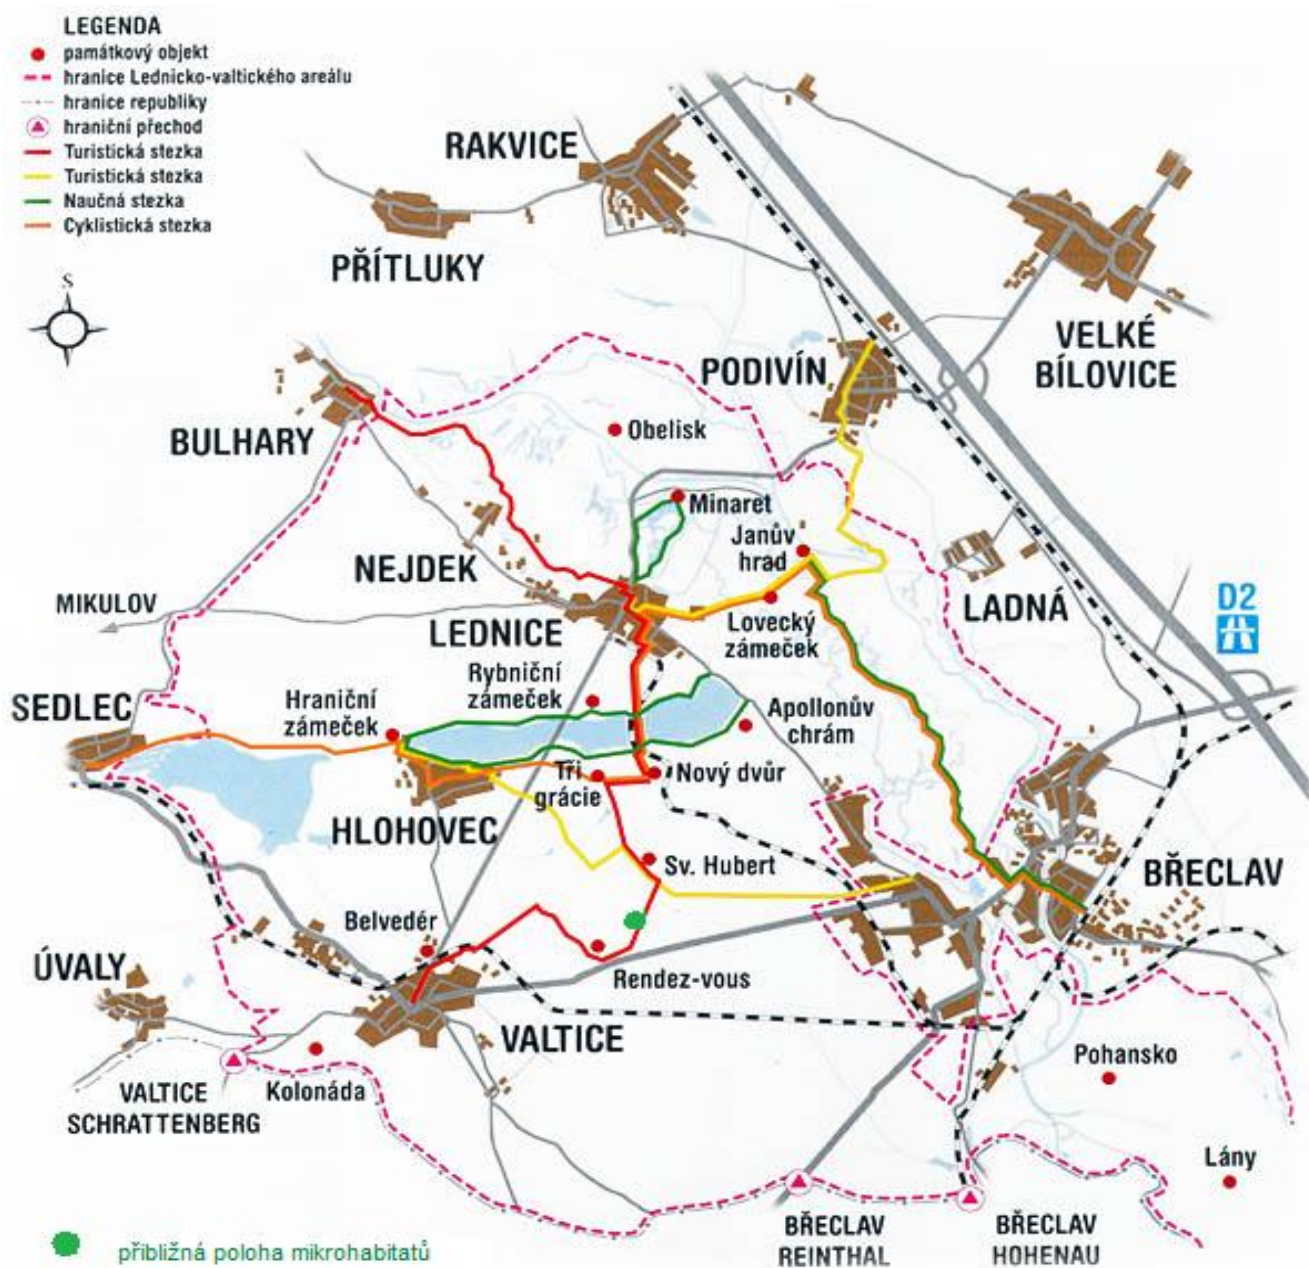 LEGENDA
památkový objekt
hranice Lednicko-valtického areálu
hranice republiky
hraniční přechod
Turistická stezka
Turistická stezka
Naučná stezka
Cyklistická stezka
S
RAKVICE
PŘÍTLUKY
VELKÉ
BÍLOVICE
PODIVÍN
BULHARY
Obelisk
Minaret
Janův
hrad
NEJDEK
MIKULOV
LEDNICE
Lovecký
zámeček
LADNÁ
D2
SEDLEC
Hraniční
zámeček
Rybniční
zámeček
Apollonův
chrám
Tři
grácie
Nový dvůr
HLOHOVEC
Sv. Hubert
BŘECLAV
Belvedér
ÚVALY
Rendez-vous
VALTICE
Pohansko
VALTICE
SCHRATTENBERG
Kolonáda
Lány
BŘECLAV
REINTHAL
BŘECLAV
HOHENAU
přibližná poloha mikrohabitatů